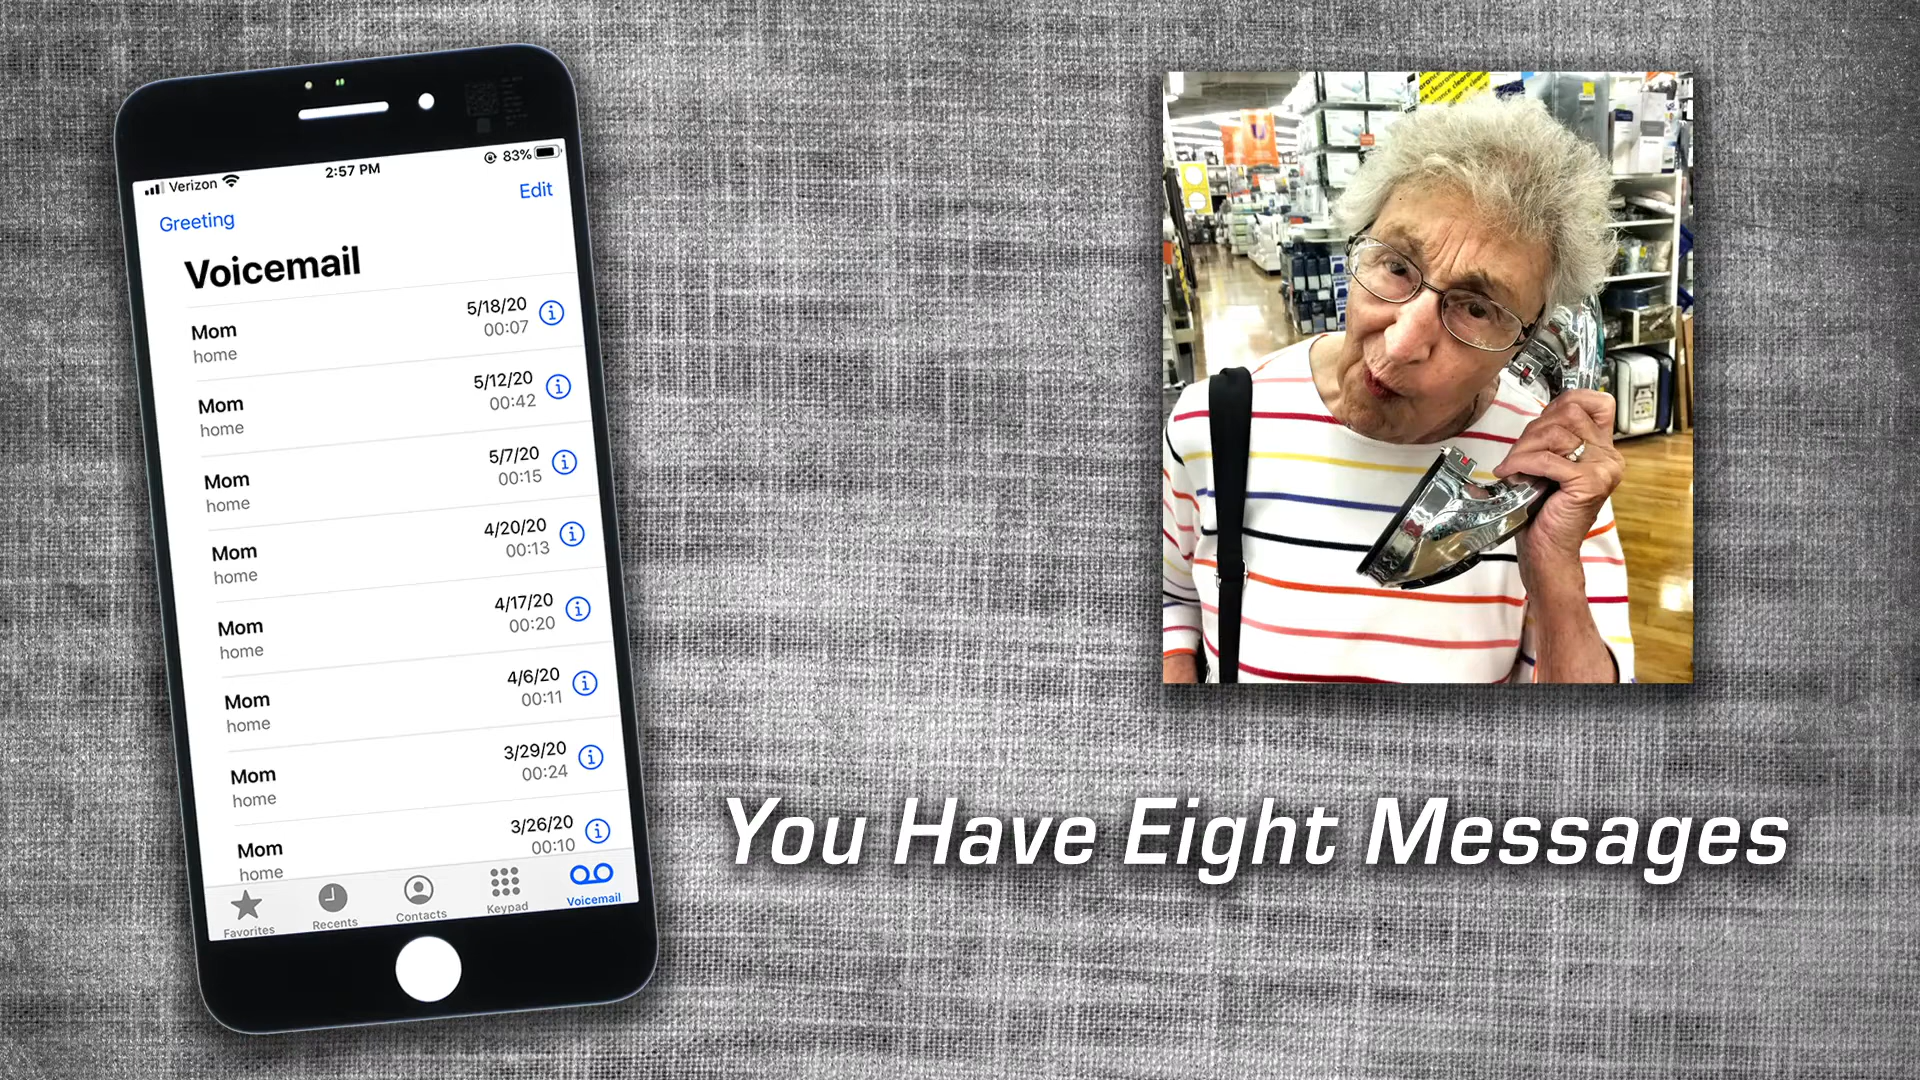 Verizon 2:57 PM 83%
Greeting Edit
Voicemail
Mom 5/18/20
home 00:07
Mom 5/12/20
home 00:42
Mom 5/7/20
home 00:15
Mom 4/20/20
home 00:13
Mom 4/17/20
home 00:20
Mom 4/6/20
home 00:11
Mom 3/29/20
home 00:24
Mom 3/26/20
home 00:10
Favorites Recents Contacts Keypad Voicemail
clearance
You Have Eight Messages